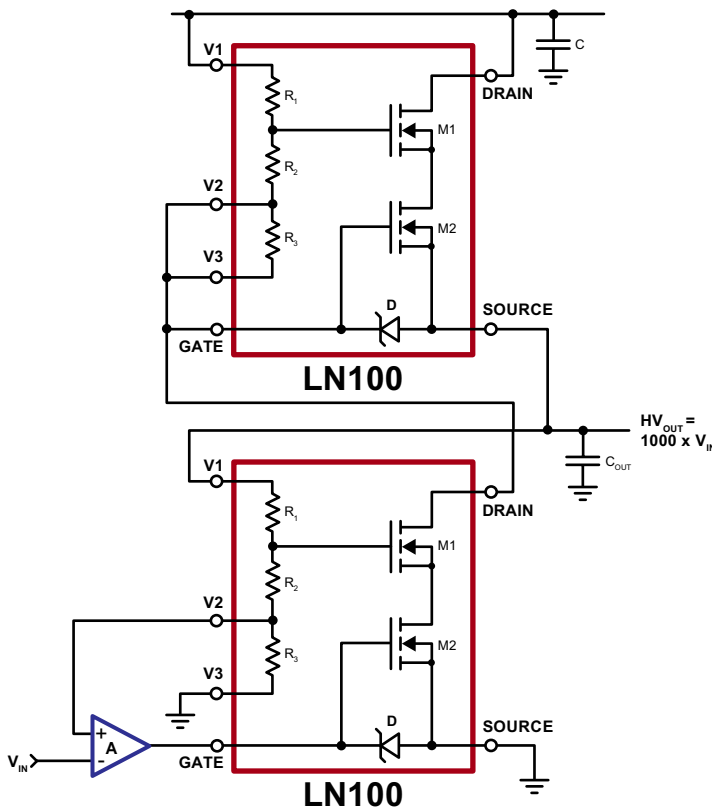 C
V1
DRAIN
R1
M1
R2
V2
M2
R3
V3
D
SOURCE
GATE
LN100
HVOUT =
1000 x VIN
V1
COUT
DRAIN
R1
M1
R2
V2
M2
R3
V3
D
SOURCE
+
A
-
VIN
GATE
LN100